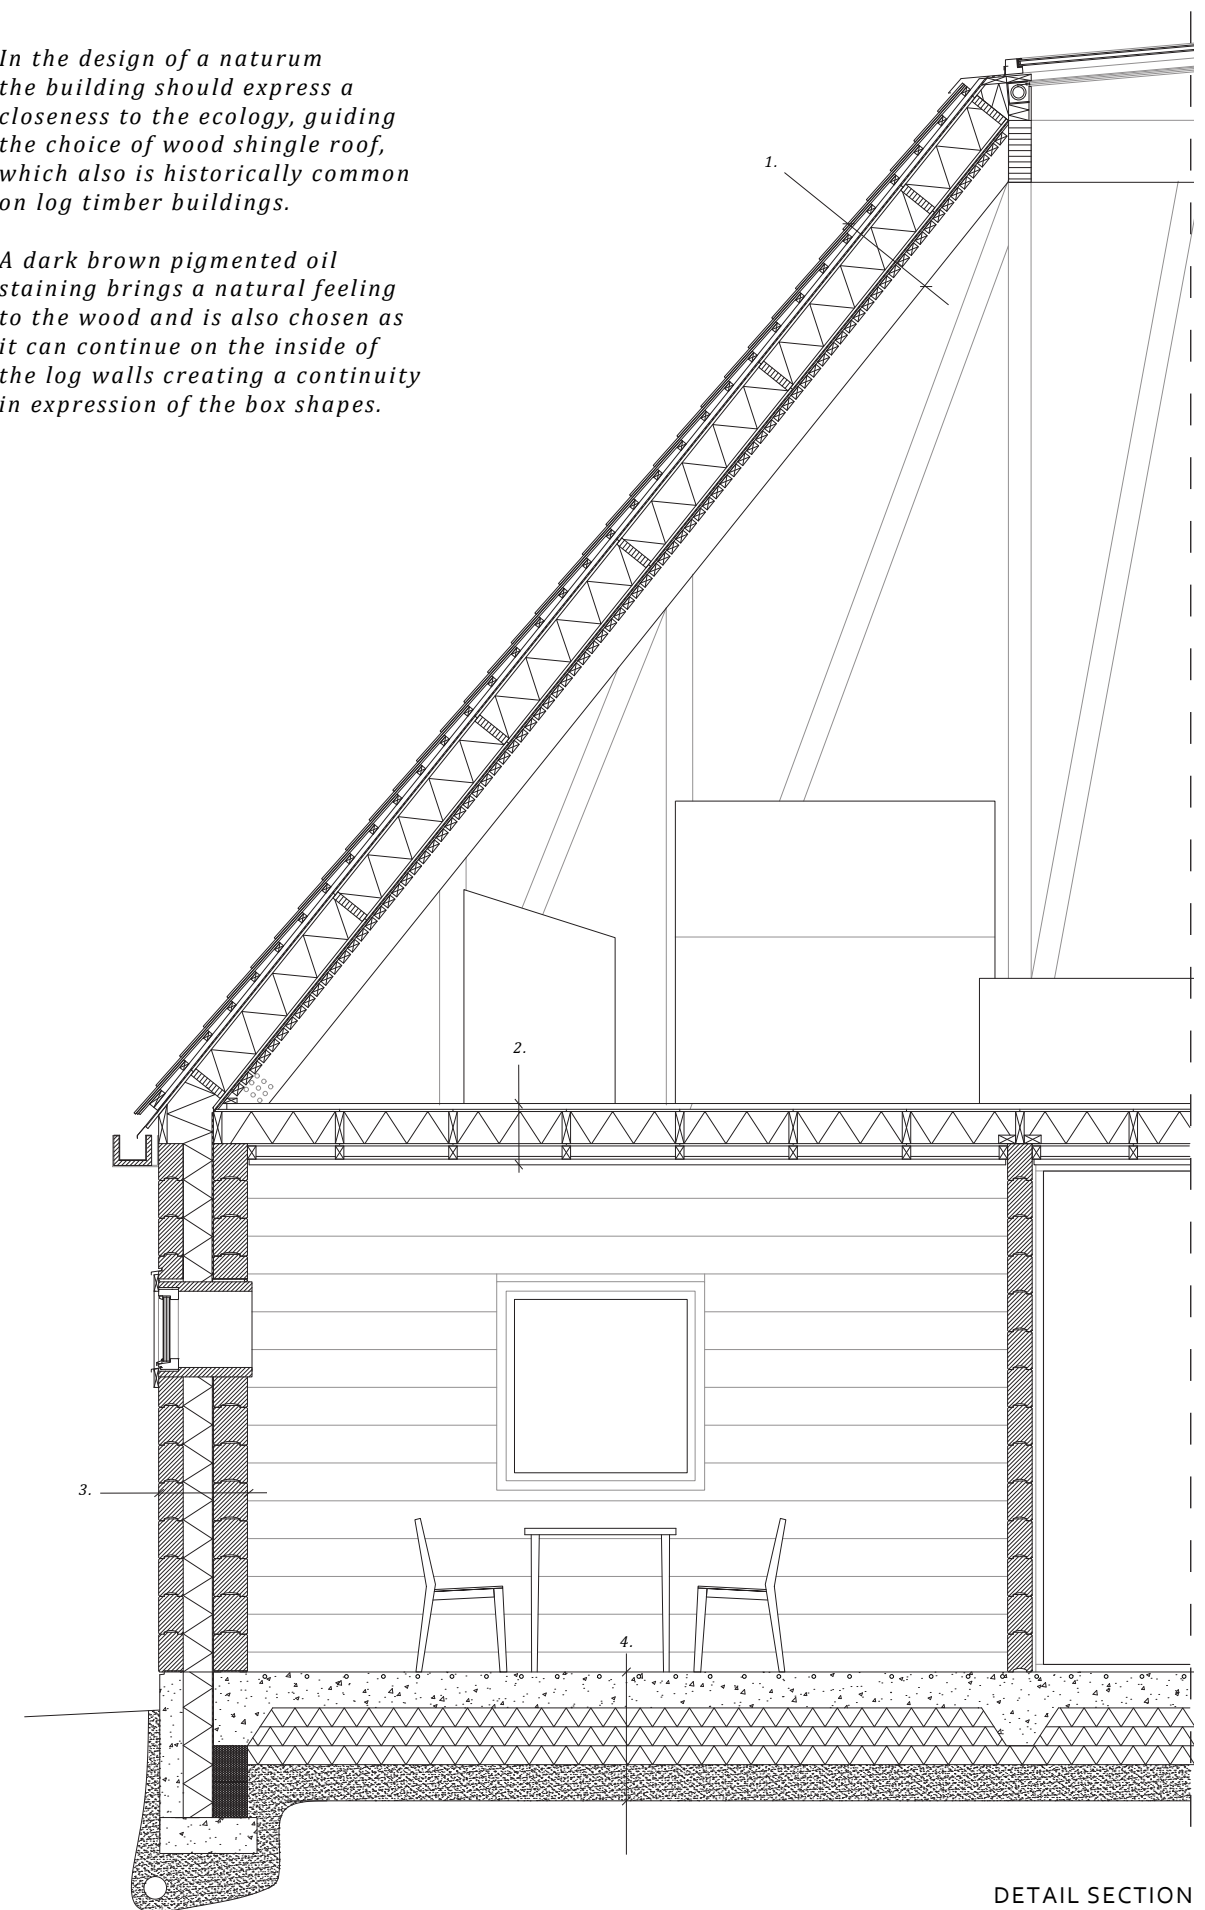 In the design of a naturum
the building should express a
closeness to the ecology, guiding
the choice of wood shingle roof,
which also is historically common
on log timber buildings.
A dark brown pigmented oil
staining brings a natural feeling
to the wood and is also chosen as
it can continue on the inside of
the log walls creating a continuity
in expression of the box shapes.
1.
2.
3.
4.
DETAIL SECTION